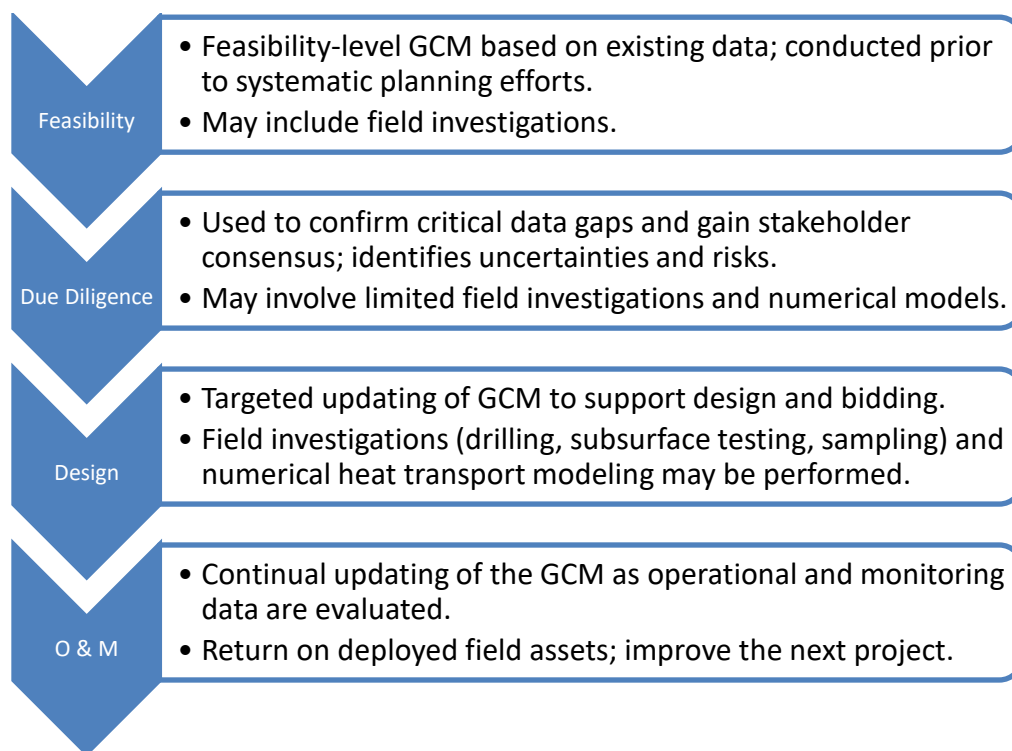 Feasibility
• Feasibility-level GCM based on existing data; conducted prior
to systematic planning efforts.
• May include field investigations.
Due Diligence
• Used to confirm critical data gaps and gain stakeholder
consensus; identifies uncertainties and risks.
• May involve limited field investigations and numerical models.
Design
• Targeted updating of GCM to support design and bidding.
• Field investigations (drilling, subsurface testing, sampling) and
numerical heat transport modeling may be performed.
O & M
• Continual updating of the GCM as operational and monitoring
data are evaluated.
• Return on deployed field assets; improve the next project.